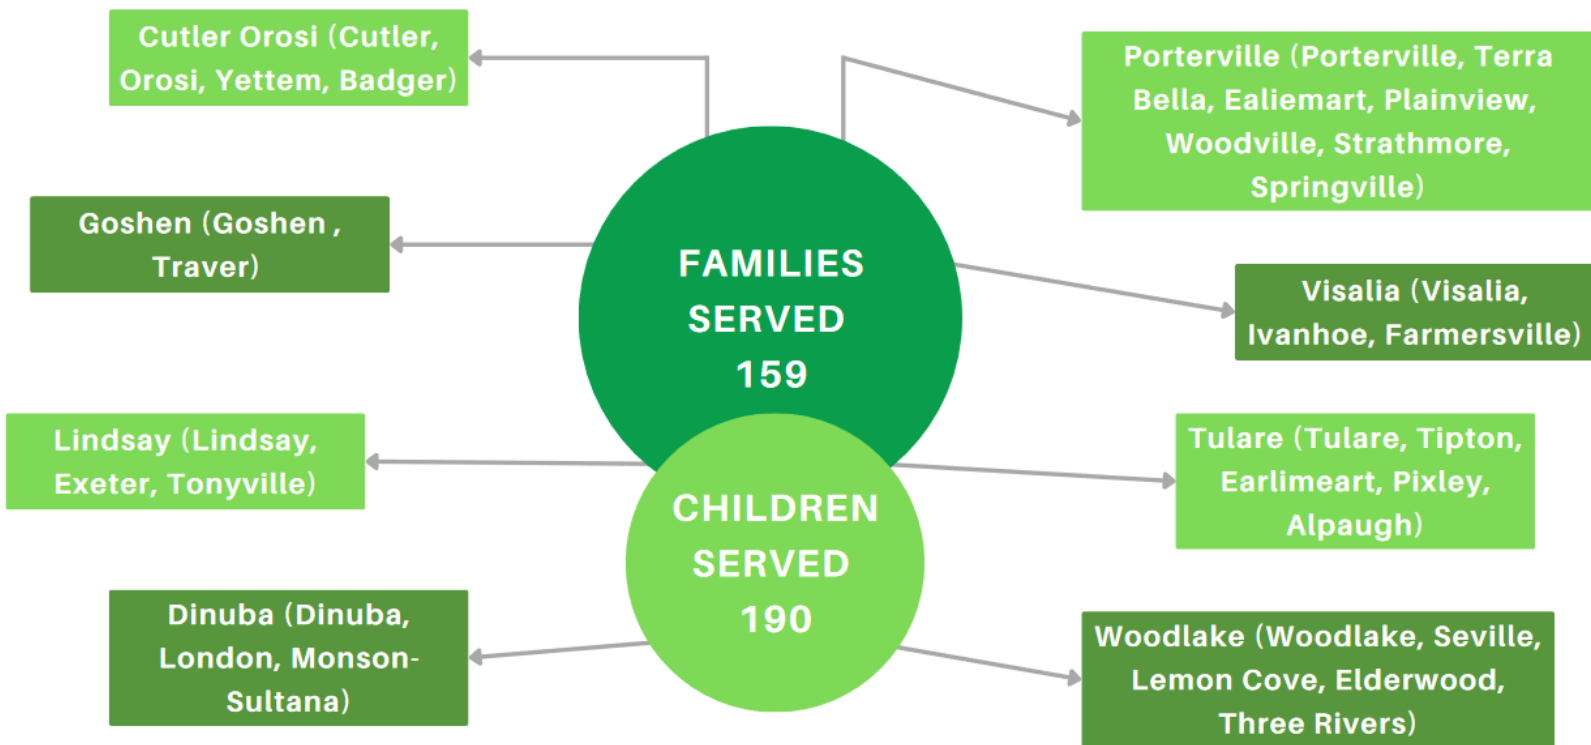 Cutler Orosi (Cutler,
Orosi, Yettem, Badger)
Goshen (Goshen ,
Traver)
Lindsay (Lindsay,
Exeter, Tonyville)
Dinuba (Dinuba,
London, Monson-
Sultana)
FAMILIES
SERVED
159
CHILDREN
SERVED
190
Porterville (Porterville, Terra
Bella, Ealiemart, Plainview,
Woodville, Strathmore,
Springville)
Visalia (Visalia,
Ivanhoe, Farmersville)
Tulare (Tulare, Tipton,
Earlimeart, Pixley,
Alpaugh)
Woodlake (Woodlake, Seville,
Lemon Cove, Elderwood,
Three Rivers)